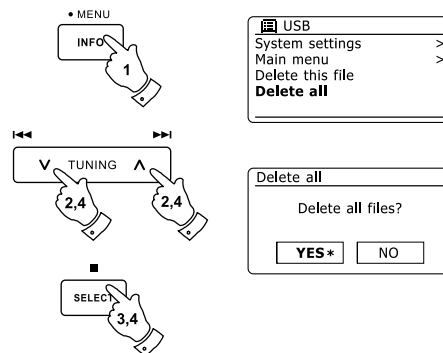 • MENU
INFO
1
TUNING
2,4
2,4
SELECT
3,4
USB
System settings >
Main menu >
Delete this file
Delete all
Delete all
Delete all files?
YES*
NO